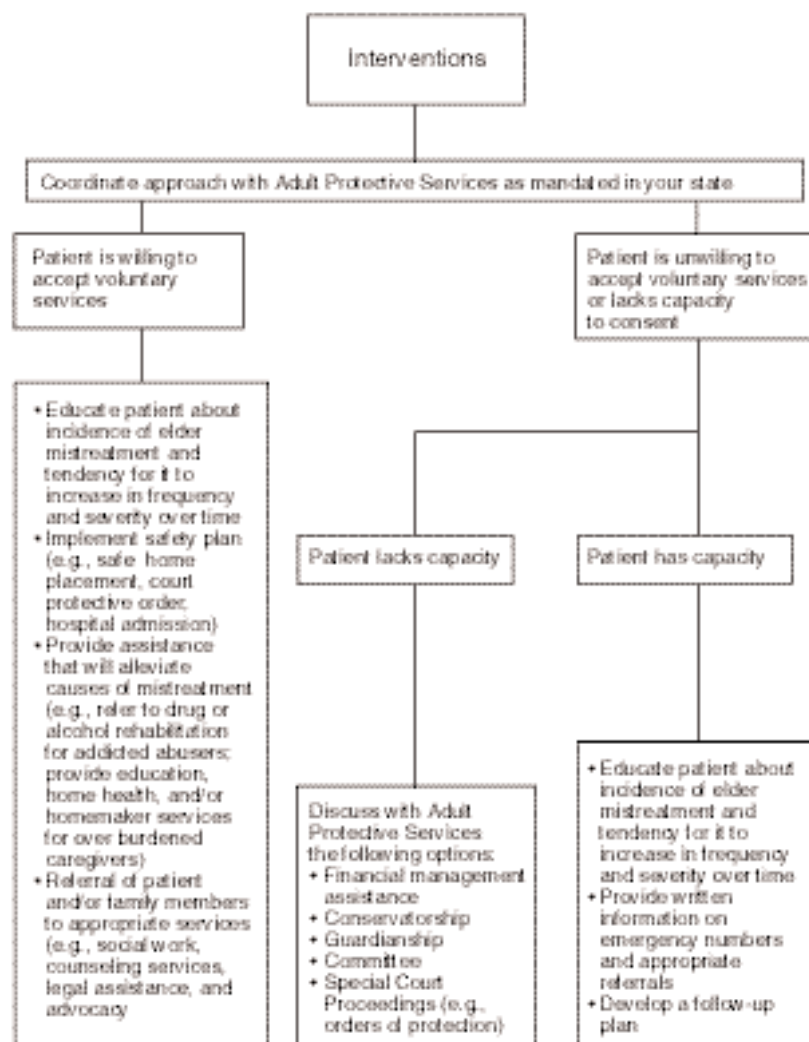 Interventions
Coordinate approach with Adult Protective Services as mandated in your state
Patient is willing to
accept voluntary
services
Patient is unwilling to
accept voluntary services
or lacks capacity
to consent
• Educate patient about
incidence of elder
mistreatment and
tendency for it to
increase in frequency
and severity over time
• Implement safety plan
(e.g., safe home
placement, court
protective order,
hospital admission)
• Provide assistance
that will alleviate
causes of mistreatment
(e.g., refer to drug or
alcohol rehabilitation
for addicted abusers;
provide education,
home health, and/or
homemaker services
for over burdened
caregivers)
• Referral of patient
and/or family members
to appropriate services
(e.g., social work,
counseling services,
legal assistance, and
advocacy
Patient lacks capacity
Patient has capacity
Discuss with Adult
Protective Services
the following options:
• Financial management
assistance
• Conservatorship
• Guardianship
• Committee
• Special Court
Proceedings (e.g.,
orders of protection)
• Educate patient about
incidence of elder
mistreatment and
tendency for it to
increase in frequency
and severity over time
• Provide written
information on
emergency numbers
and appropriate
referrals
• Develop a follow-up
plan